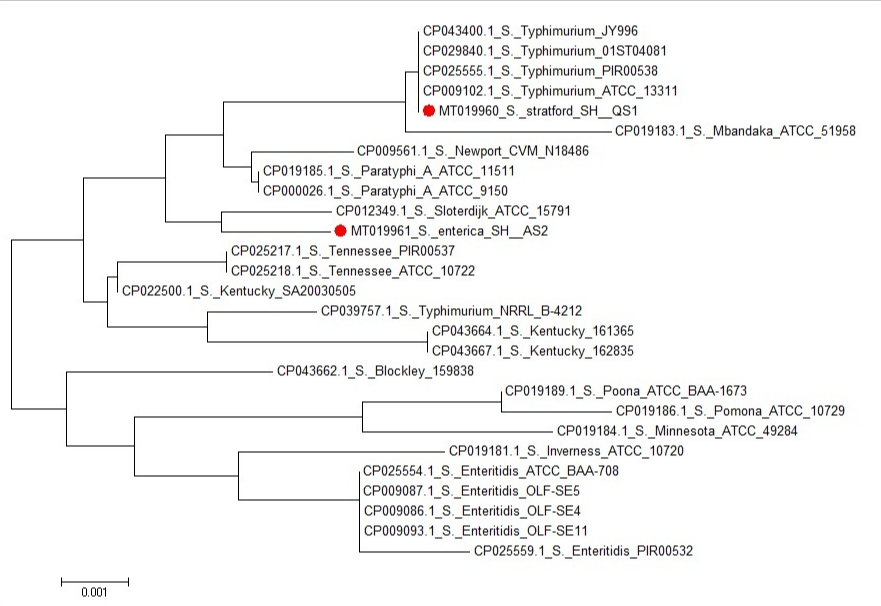 CP043400.1_S._Typhimurium_JY996
CP029840.1_S._Typhimurium_01ST04081
CP025555.1_S._Typhimurium_PIR00538
CP009102.1_S._Typhimurium_ATCC_13311
MT019960_S._stratford_SH__QS1
CP019183.1_S._Mbandaka_ATCC_51958
CP009561.1_S._Newport_CVM_N18486
CP019185.1_S._Paratyphi_A_ATCC_11511
CP000026.1_S._Paratyphi_A_ATCC_9150
CP012349.1_S._Sloterdijk_ATCC_15791
MT019961_S._enterica_SH__AS2
CP025217.1_S._Tennessee_PIR00537
CP025218.1_S._Tennessee_ATCC_10722
CP022500.1_S._Kentucky_SA20030505
CP039757.1_S._Typhimurium_NRRL_B-4212
CP043664.1_S._Kentucky_161365
CP043667.1_S._Kentucky_162835
CP043662.1_S._Blockley_159838
CP019189.1_S._Poona_ATCC_BAA-1673
CP019186.1_S._Pomona_ATCC_10729
CP019184.1_S._Minnesota_ATCC_49284
CP019181.1_S._Inverness_ATCC_10720
CP025554.1_S._Enteritidis_ATCC_BAA-708
CP009087.1_S._Enteritidis_OLF-SE5
CP009086.1_S._Enteritidis_OLF-SE4
CP009093.1_S._Enteritidis_OLF-SE11
CP025559.1_S._Enteritidis_PIR00532
0.001